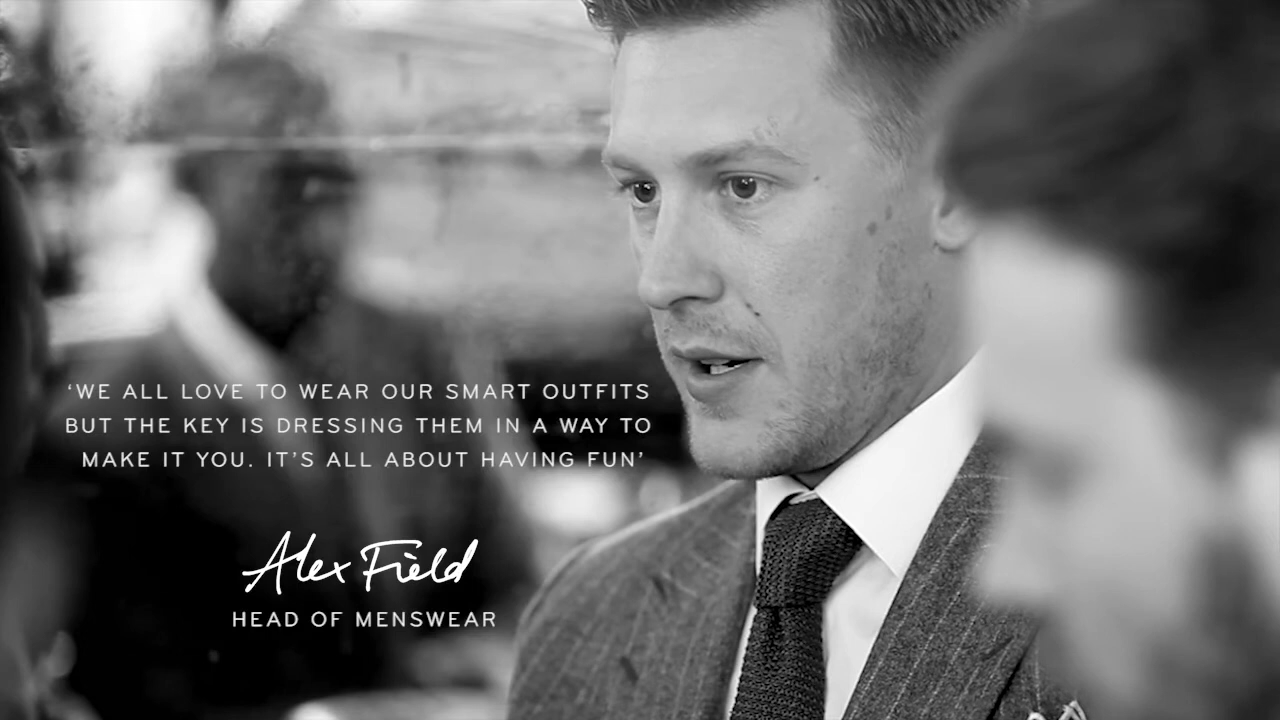 ‘WE ALL LOVE TO WEAR OUR SMART OUTFITS
BUT THE KEY IS DRESSING THEM IN A WAY TO
MAKE IT YOU. IT’S ALL ABOUT HAVING FUN’
Alex Field
HEAD OF MENSWEAR